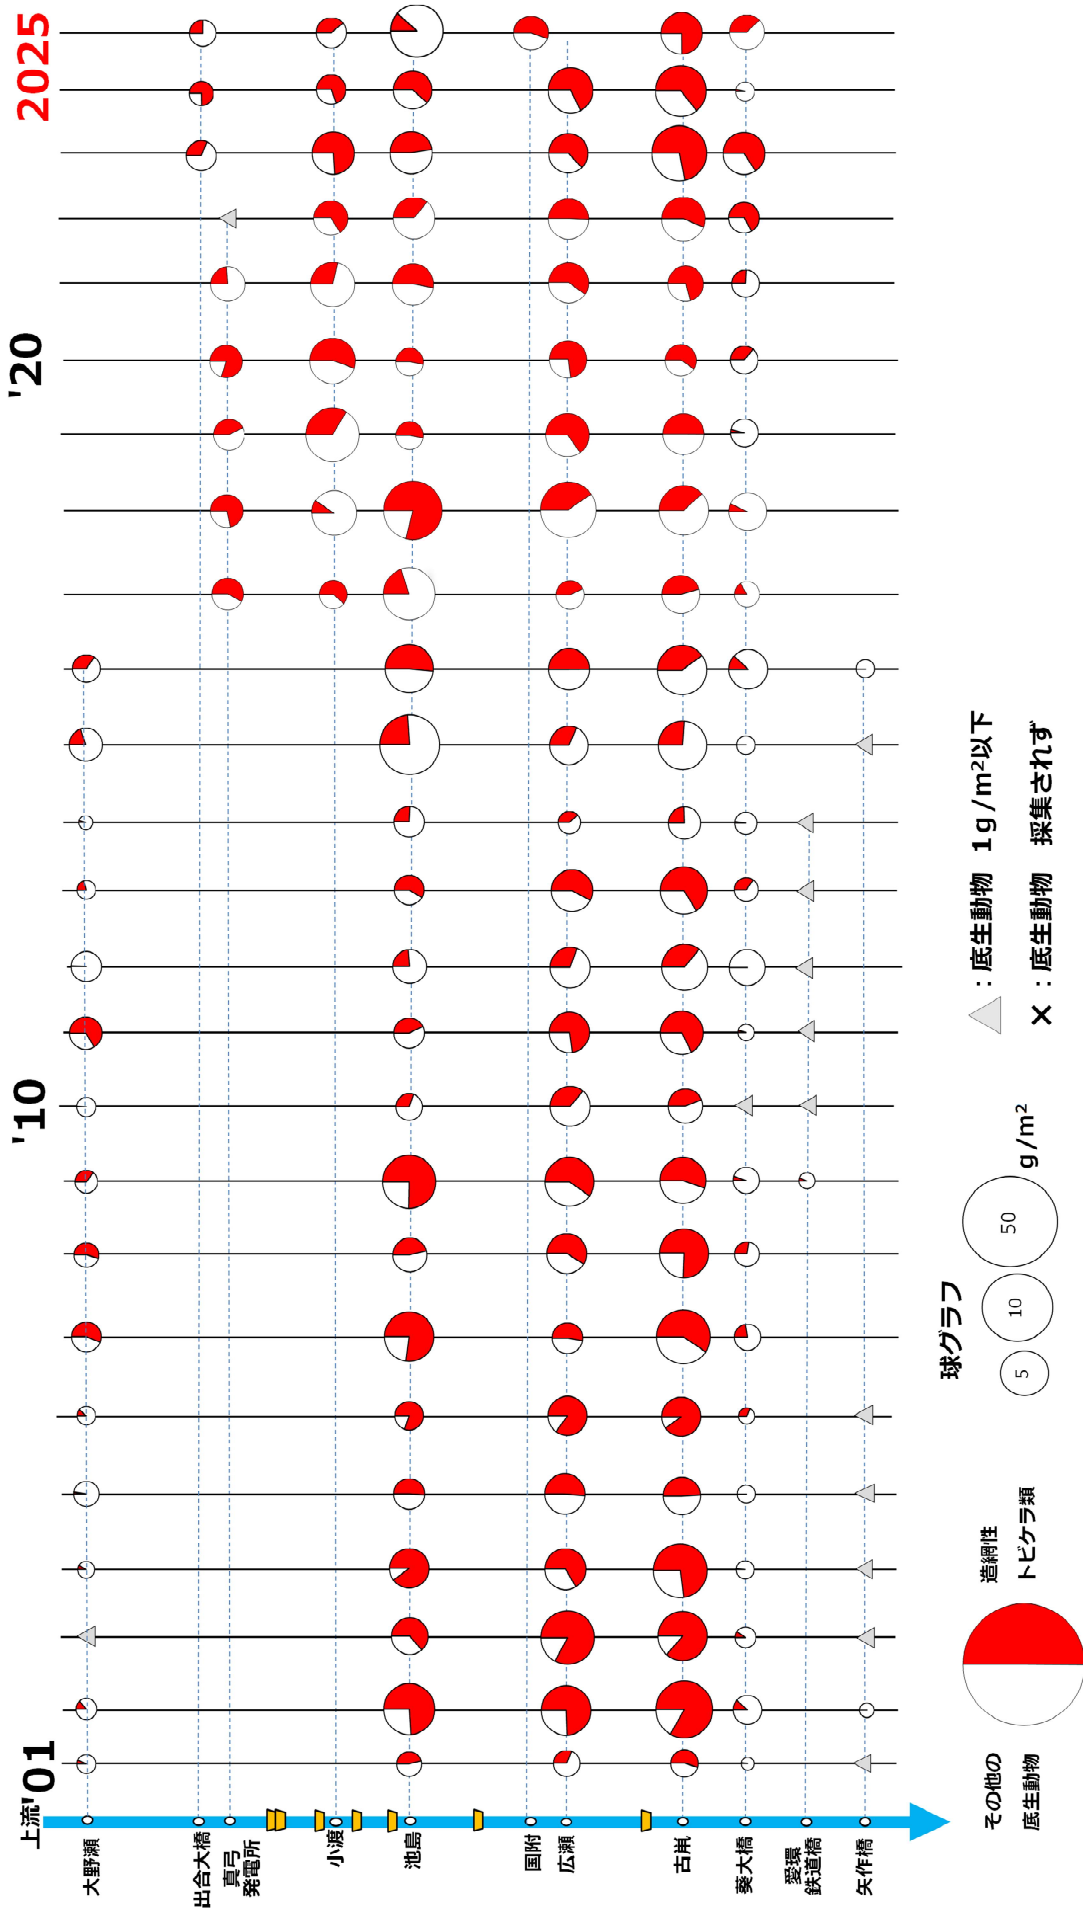 上流
'01
'10
'20
2025
大野瀬
出合大橋
真弓
発電所
小渡
池島
国附
広瀬
古鼡
葵大橋
愛環
鉄道橋
矢作橋
その他の
底生動物
造網性
トビケラ類
球グラフ
5
10
50
g/m²
:底生動物 1g/m²以下
×:底生動物 採集されず